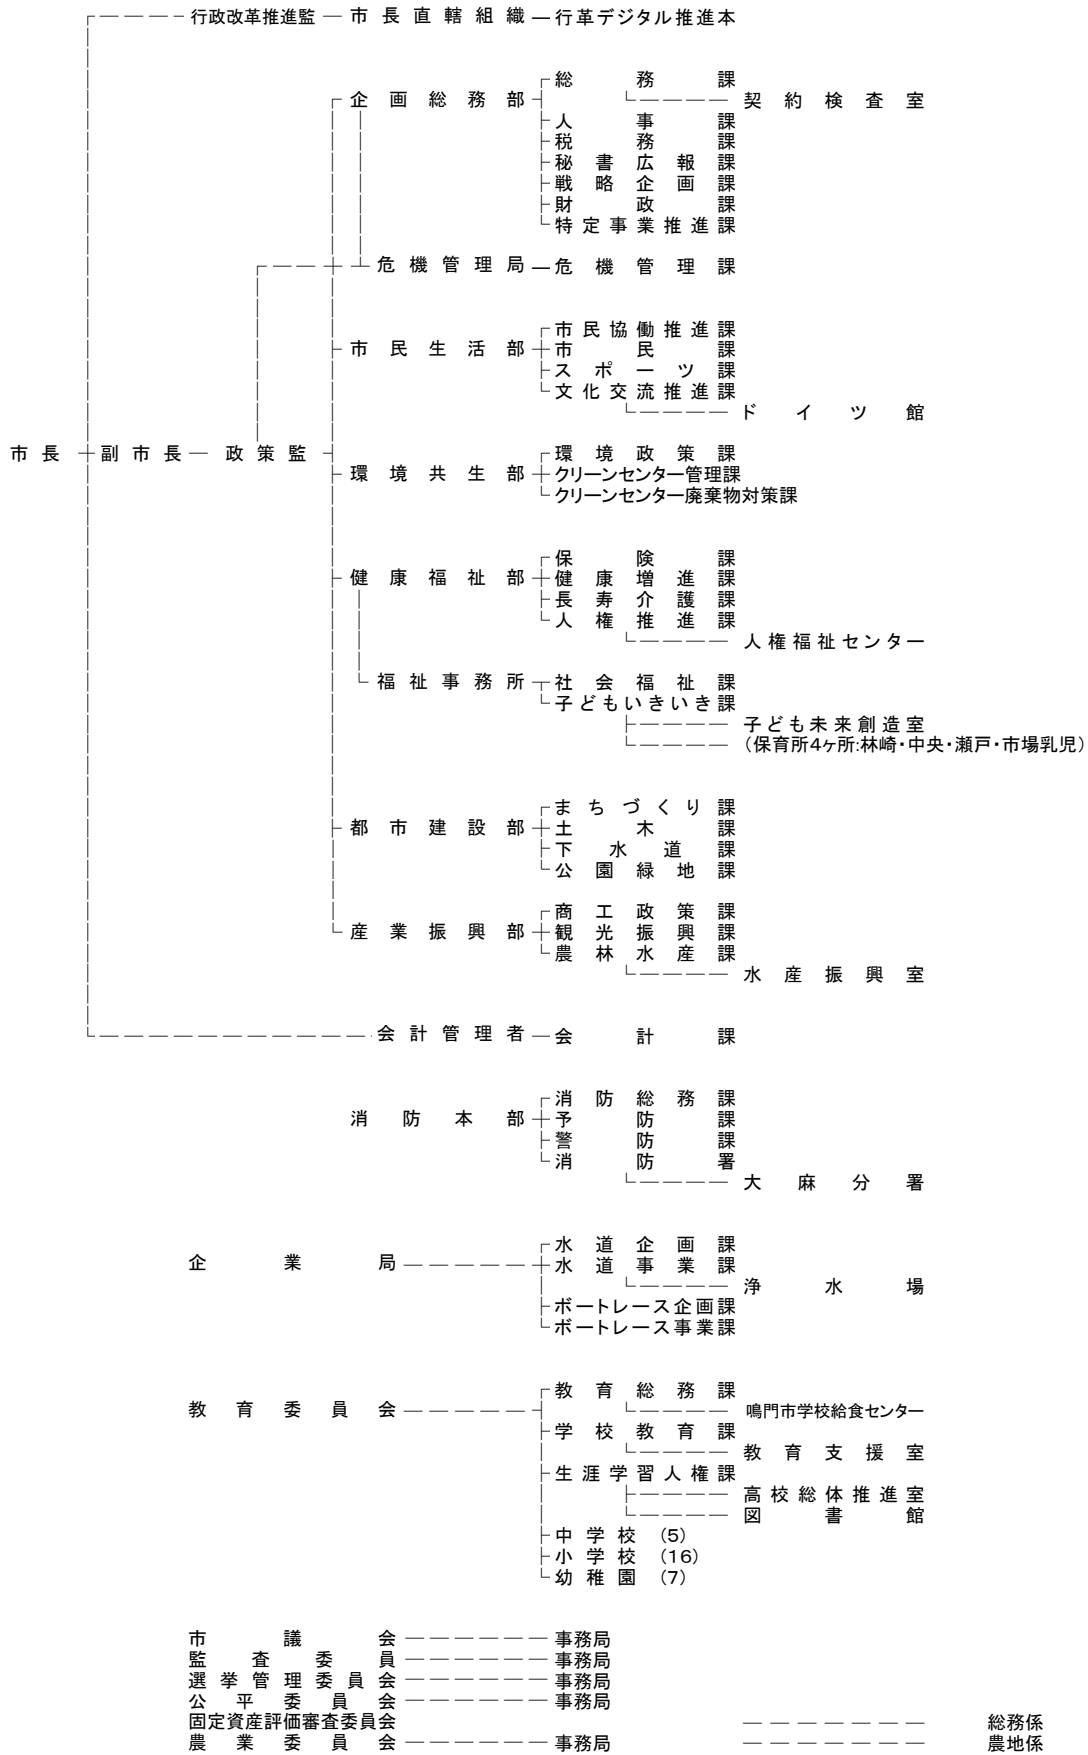 行政改革推進監 市長直轄組織 行革デジタル推進本
総務課
企画総務部 契約検査室
人事課
税務課
秘書広報課
戦略企画課
財政課
特定事業推進課
危機管理局 危機管理課
市民協働推進課
市民生活部 市民課
スポーツ課
文化交流推進課
ドイツ館
市長 副市長 政策監 環境政策課
環境共生部 クリーンセンター管理課
クリーンセンター廃棄物対策課
保険課
健康福祉部 健康増進課
長寿介護課
人権推進課
人権福祉センター
福祉事務所 社会福祉課
子どもいきいき課
子ども未来創造室
(保育所4ヶ所:林崎・中央・瀬戸・市場乳児)
まちづくり課
都市建設部 土木課
下水道課
公園緑地課
商工政策課
産業振興部 観光振興課
農林水産課
水産振興室
会計管理者 会計課
消防総務課
消防本部 予防課
警防課
消防署
大麻分署
水道企画課
企業局 水道事業課
浄水場
ボートレース企画課
ボートレース事業課
教育総務課
教育委員会 鳴門市学校給食センター
学校教育課
教育支援室
生涯学習人権課
高校総体推進室
図書館
中学校 (5)
小学校 (16)
幼稚園 (7)
市議会 事務局
監査委員 事務局
選挙管理委員会 事務局
公平委員会 事務局
固定資産評価審査委員会 総務係
農業委員会 事務局 農地係